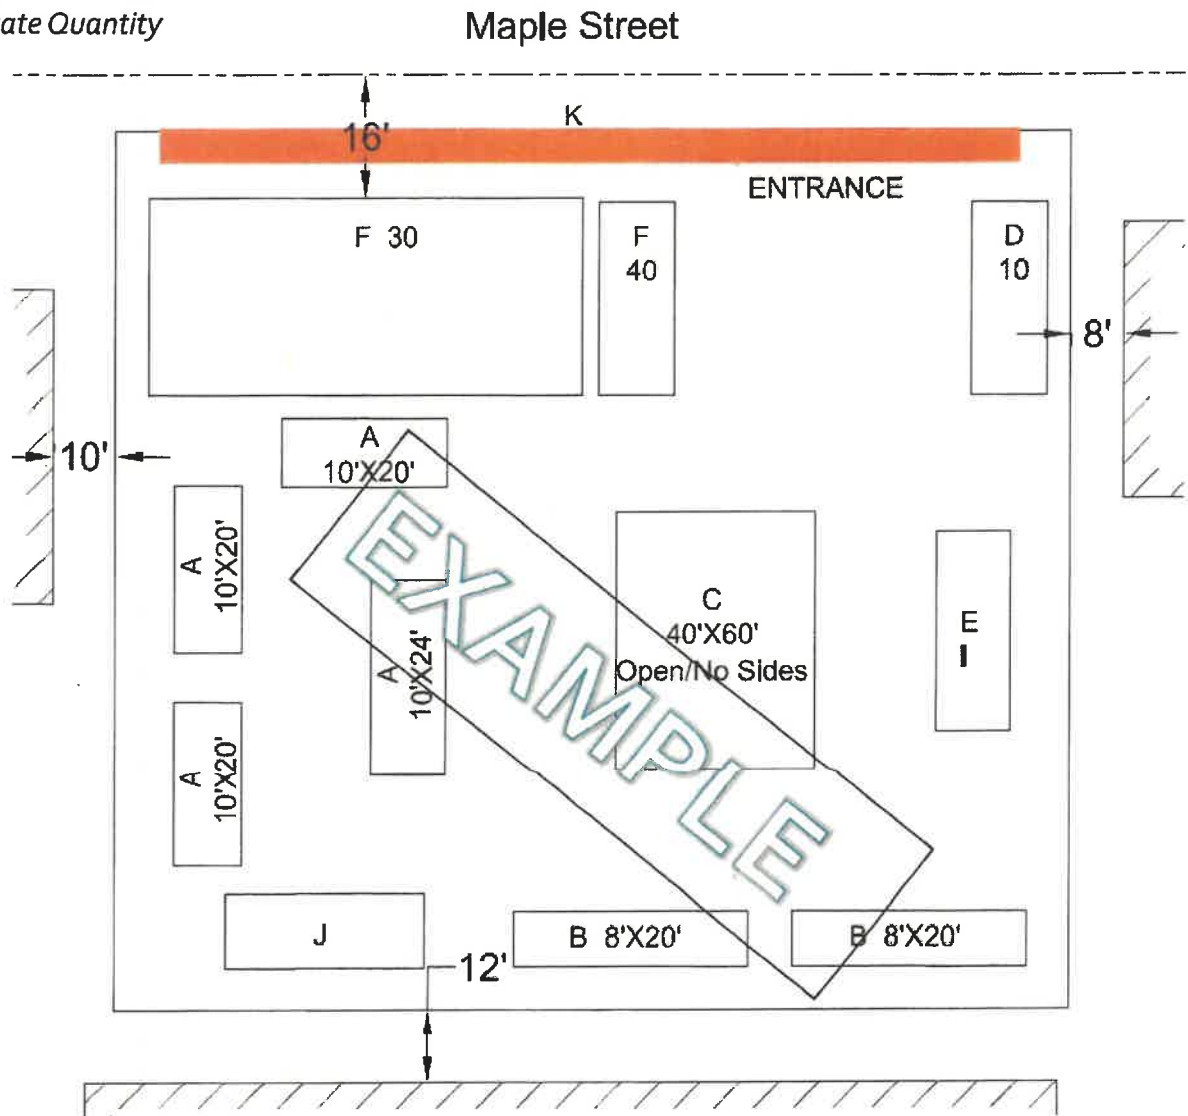 ate Quantity
Maple Street
K
16'
ENTRANCE
F 30
F
40
D
10
8'
10'
A
10'X20'
A
10'X20'
A
10'X24'
EXAMPLE
C
40'X60'
Open/No Sides
E
I
A
10'X20'
J
B 8'X20'
B 8'X20'
12'